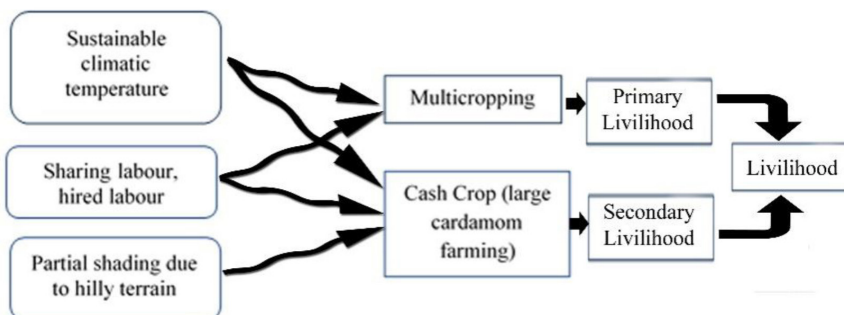 Sustainable
climatic
temperature
Sharing labour,
hired labour
Partial shading due
to hilly terrain
Multicropping
Cash Crop (large
cardamom
farming)
Primary
Livilihood
Secondary
Livilihood
Livilihood